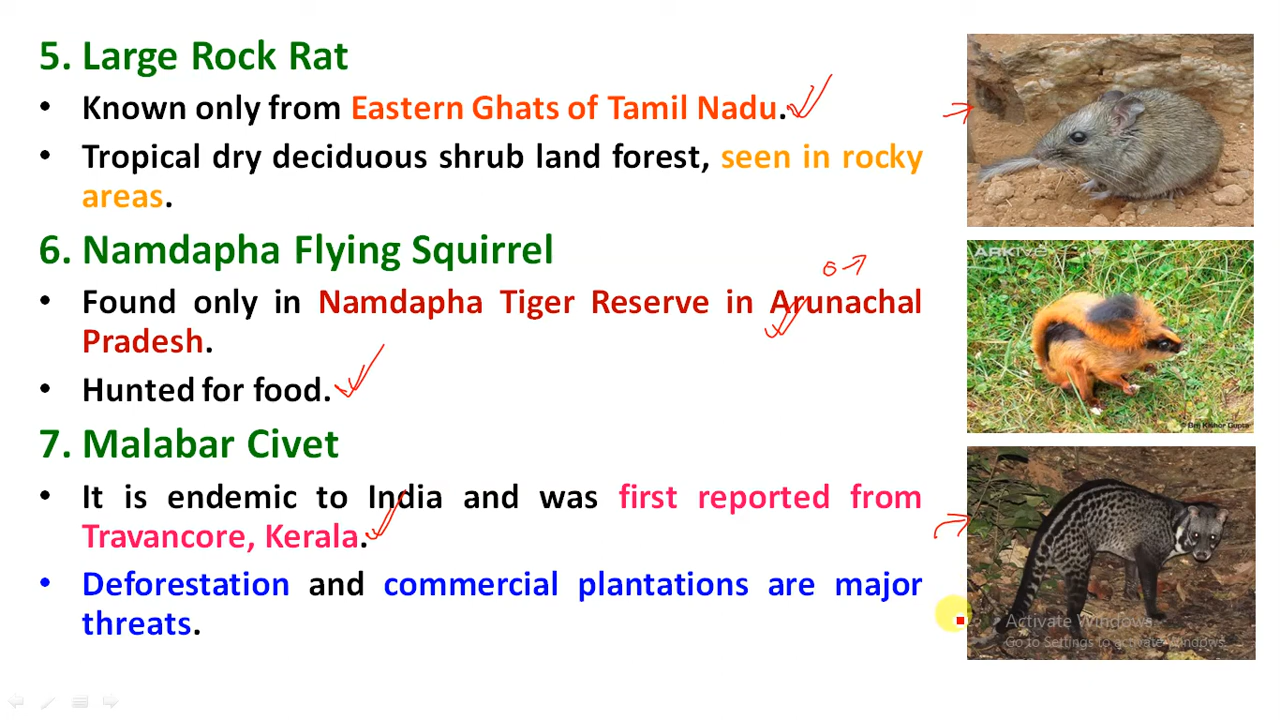 5. Large Rock Rat
• Known only from Eastern Ghats of Tamil Nadu.
• Tropical dry deciduous shrub land forest, seen in rocky
areas.
6. Namdapha Flying Squirrel
• Found only in Namdapha Tiger Reserve in Arunachal
Pradesh.
• Hunted for food.
7. Malabar Civet
• It is endemic to India and was first reported from
Travancore, Kerala.
• Deforestation and commercial plantations are major
threats.
ARKIVE
© Brij Kishor Gupta
Activate Windows
Go to Settings to activate Windows.